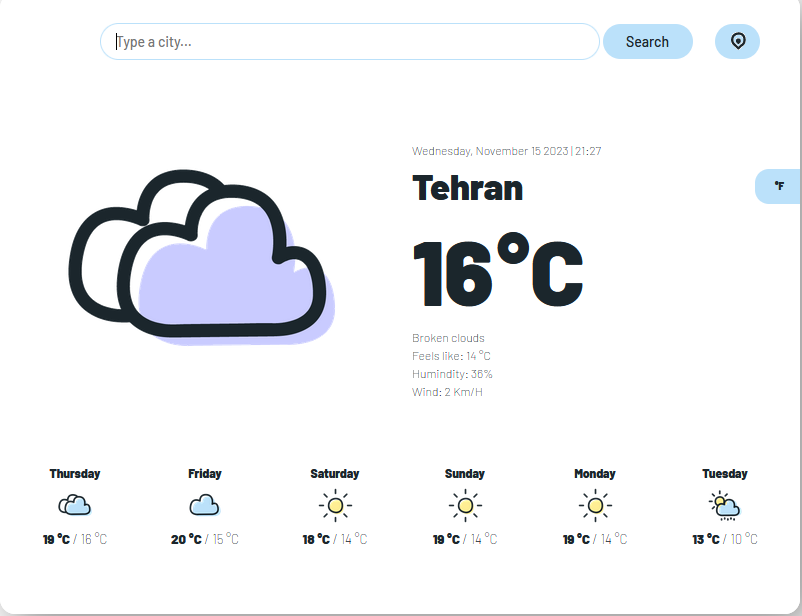 Type a city... Search
Wednesday, November 15 2023 | 21:27
°F
Tehran
16°C
Broken clouds
Feels like: 14 °C
Humindity: 36%
Wind: 2 Km/H
Thursday Friday Saturday Sunday Monday Tuesday
19 °C / 16 °C 20 °C / 15 °C 18 °C / 14 °C 19 °C / 14 °C 19 °C / 14 °C 13 °C / 10 °C